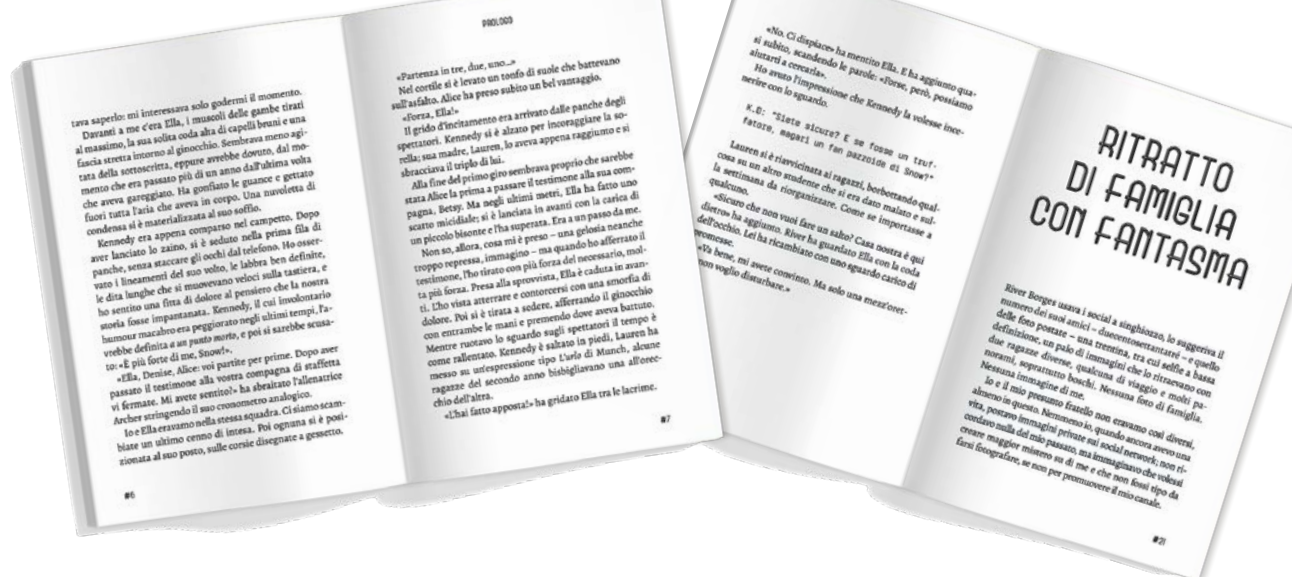 tava saperlo: mi interessava solo godermi il momento.
Davanti a me c'era Ella, i muscoli delle gambe tirati
al massimo, la sua solita coda alta di capelli bruni e una
fascia stretta intorno al ginocchio. Sembrava meno agi-
tata della sottoscritta, eppure avrebbe dovuto, dal mo-
mento che era passato più di un anno dall'ultima volta
che aveva gareggiato. Ha gonfiato le guance e gettato
fuori tutta l'aria che aveva in corpo. Una nuvoletta di
condensa si è materializzata al suo soffio.
Kennedy era appena comparso nel campetto. Dopo
aver lanciato lo zaino, si è seduto nella prima fila di
panche, senza staccare gli occhi dal telefono. Ho osser-
vato i lineamenti del suo volto, le labbra ben definite,
le dita lunghe che si muovevano veloci sulla tastiera, e
ho sentito una fitta di dolore al pensiero che la nostra
storia fosse impantanata. Kennedy, il cui involontario
humour macabro era peggiorato negli ultimi tempi, l'a-
vrebbe definita a un punto morto, e poi si sarebbe scusa-
to: «È più forte di me, Snow!».
«Ella, Denise, Alice: voi partite per prime. Dopo aver
passato il testimone alla vostra compagna di staffetta
vi fermate. Mi avete sentito?» ha sbraitato l'allenatrice
Archer stringendo il suo cronometro analogico.
Io e Ella eravamo nella stessa squadra. Ci siamo scam-
biate un ultimo cenno di intesa. Poi ognuna si è posi-
zionata al suo posto, sulle corsie disegnate a gessetto.
#6
PROLOGO
«Partenza in tre, due, uno...»
Nel cortile si è levato un tonfo di suole che battevano
sull'asfalto. Alice ha preso subito un bel vantaggio.
«Forza, Ella!»
Il grido d'incitamento era arrivato dalle panche degli
spettatori. Kennedy si è alzato per incoraggiare la so-
rella; sua madre, Lauren, lo aveva appena raggiunto e si
sbracciava il triplo di lui.
Alla fine del primo giro sembrava proprio che sarebbe
stata Alice la prima a passare il testimone alla sua com-
pagna, Betsy. Ma negli ultimi metri, Ella ha fatto uno
scatto micidiale; si è lanciata in avanti con la carica di
un piccolo bisonte e l'ha superata. Era a un passo da me.
Non so, allora, cosa mi è preso – una gelosia neanche
troppo repressa, immagino – ma quando ho afferrato il
testimone, l'ho tirato con più forza del necessario, mol-
ta più forza. Presa alla sprovvista, Ella è caduta in avan-
ti. L'ho vista atterrare e contorcersi con una smorfia di
dolore. Poi si è tirata a sedere, afferrando il ginocchio
con entrambe le mani e premendo dove aveva battuto.
Mentre ruotavo lo sguardo sugli spettatori il tempo è
come rallentato. Kennedy è saltato in piedi, Lauren ha
messo su un'espressione tipo L'urlo di Munch, alcune
ragazze del secondo anno bisbigliavano una all'orec-
chio dell'altra.
«L'hai fatto apposta!» ha gridato Ella tra le lacrime.
#7
«No. Ci dispiace» ha mentito Ella. E ha aggiunto qua-
si subito, scandendo le parole: «Forse, però, possiamo
aiutarti a cercarla».
Ho avuto l'impressione che Kennedy la volesse ince-
nerire con lo sguardo.
K.D: "Siete sicure? E se fosse un truf-
fatore, magari un fan pazzoide di Snow?"
Lauren si è riavvicinata ai ragazzi, borbottando qual-
cosa su un altro studente che si era dato malato e sul-
la settimana da riorganizzare. Come se importasse a
qualcuno.
«Sicuro che non vuoi fare un salto? Casa nostra è qui
dietro» ha aggiunto. River ha guardato Ella con la coda
dell'occhio. Lei ha ricambiato con uno sguardo carico di
promesse.
«Va bene, mi avete convinto. Ma solo una mezz'oret-
non voglio disturbare.»
RITRATTO
DI FAMIGLIA
CON FANTASMA
River Borges usava i social a singhiozzo, lo suggeriva il
numero dei suoi amici – duecentosettantatré – e quello
delle foto postate – una trentina, tra cui selfie a bassa
definizione, un paio di immagini che lo ritraevano con
due ragazze diverse, qualcuna di viaggio e molti pa-
norami, soprattutto boschi. Nessuna foto di famiglia.
Nessuna immagine di me.
Io e il mio presunto fratello non eravamo così diversi,
almeno in questo. Nemmeno io, quando ancora avevo una
vita, postavo immagini private sui social network; non ri-
cordavo nulla del mio passato, ma immaginavo che volessi
creare maggior mistero su di me e che non fossi tipo da
farsi fotografare, se non per promuovere il mio canale.
#21